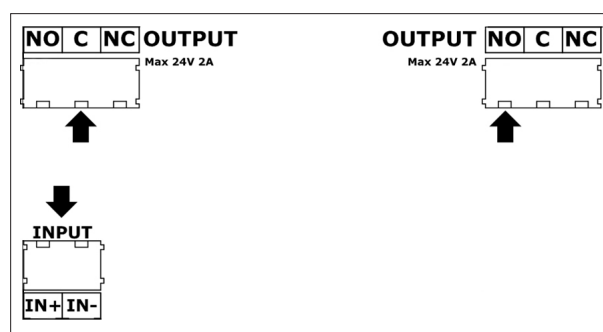 NO C NC OUTPUT
Max 24V 2A
OUTPUT NO C NC
Max 24V 2A
INPUT
IN+ IN-